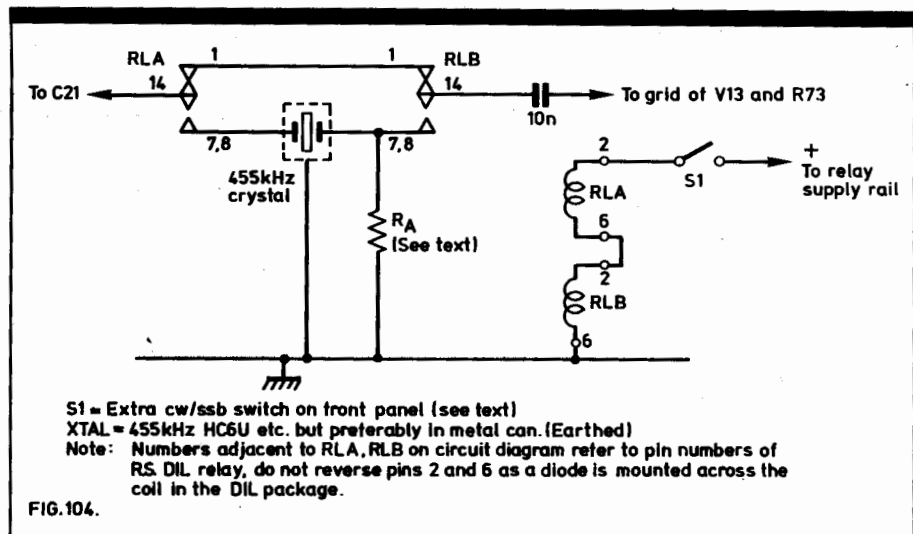 RLA 1 1 RLB
To C21 14 14 To grid of V13 and R73
10n
7,8 7,8
455kHz
crystal
2 +
S1 To relay
supply rail
RLA
RA
(See text)
6
2
RLB
6
S1 = Extra cw/ssb switch on front panel (see text)
XTAL = 455kHz HC6U etc. but preferably in metal can.(Earthed)
Note: Numbers adjacent to RLA, RLB on circuit diagram refer to pin numbers of
RS DIL relay, do not reverse pins 2 and 6 as a diode is mounted across the
coil in the DIL package.
FIG.104.